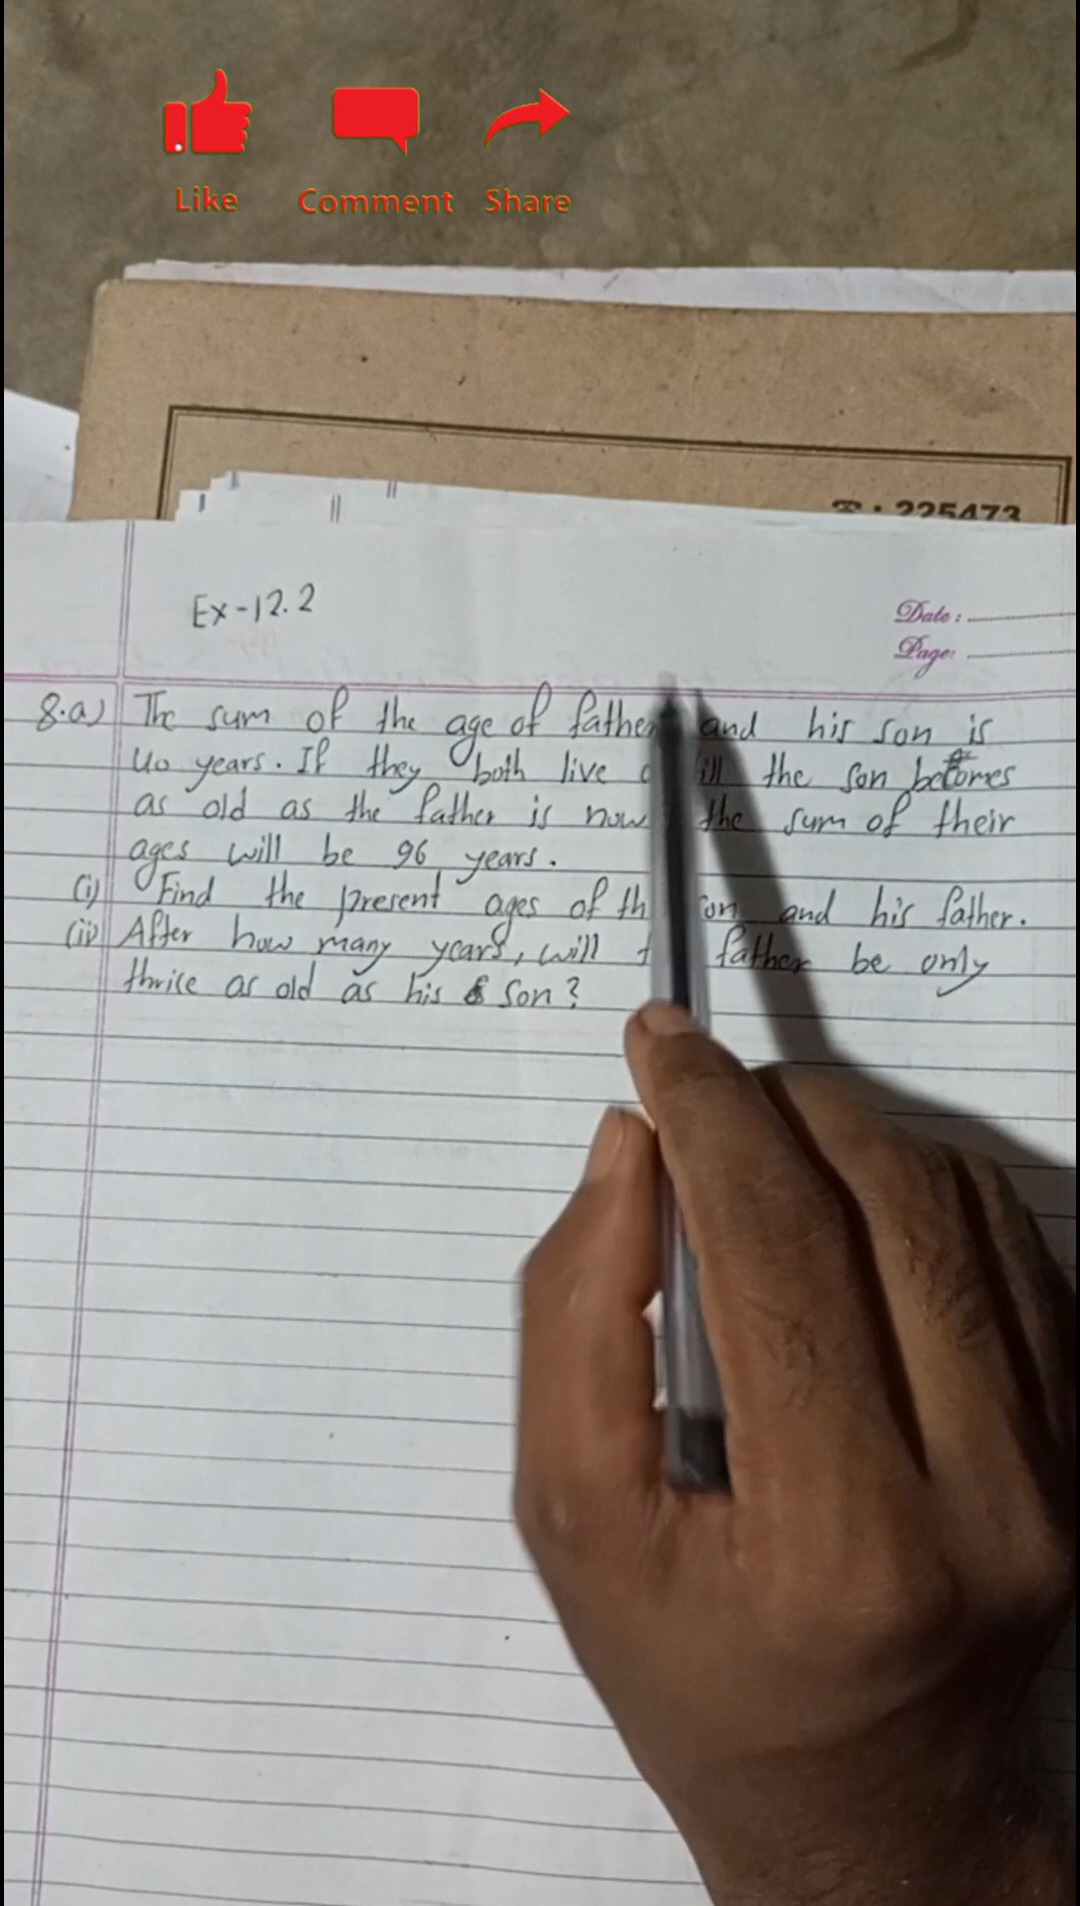 Like Comment Share
☎ : 225473
Ex-12.2
Date :
Page:
8.a) The sum of the age of father and his son is
40 years. If they both live the son becomes
as old as the father is now the sum of their
ages will be 96 years.
(i) Find the present ages of son and his father.
(ii) After how many years, will father be only
thrice as old as his son?